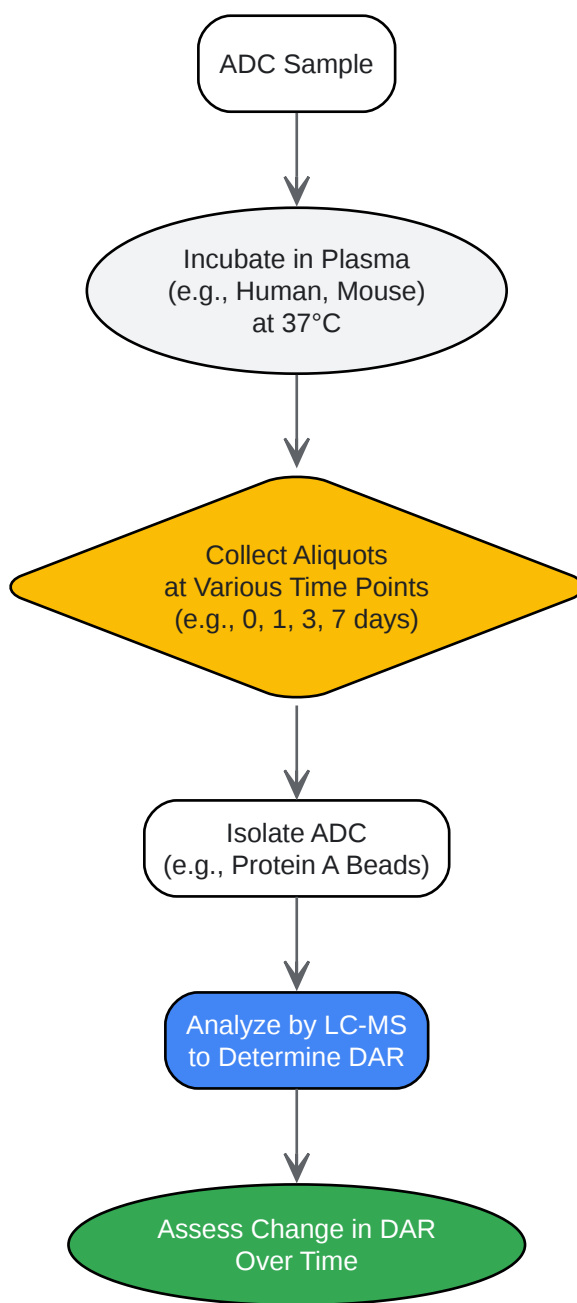 ADC Sample
Incubate in Plasma
(e.g., Human, Mouse)
at 37°C
Collect Aliquots
at Various Time Points
(e.g., 0, 1, 3, 7 days)
Isolate ADC
(e.g., Protein A Beads)
Analyze by LC-MS
to Determine DAR
Assess Change in DAR
Over Time